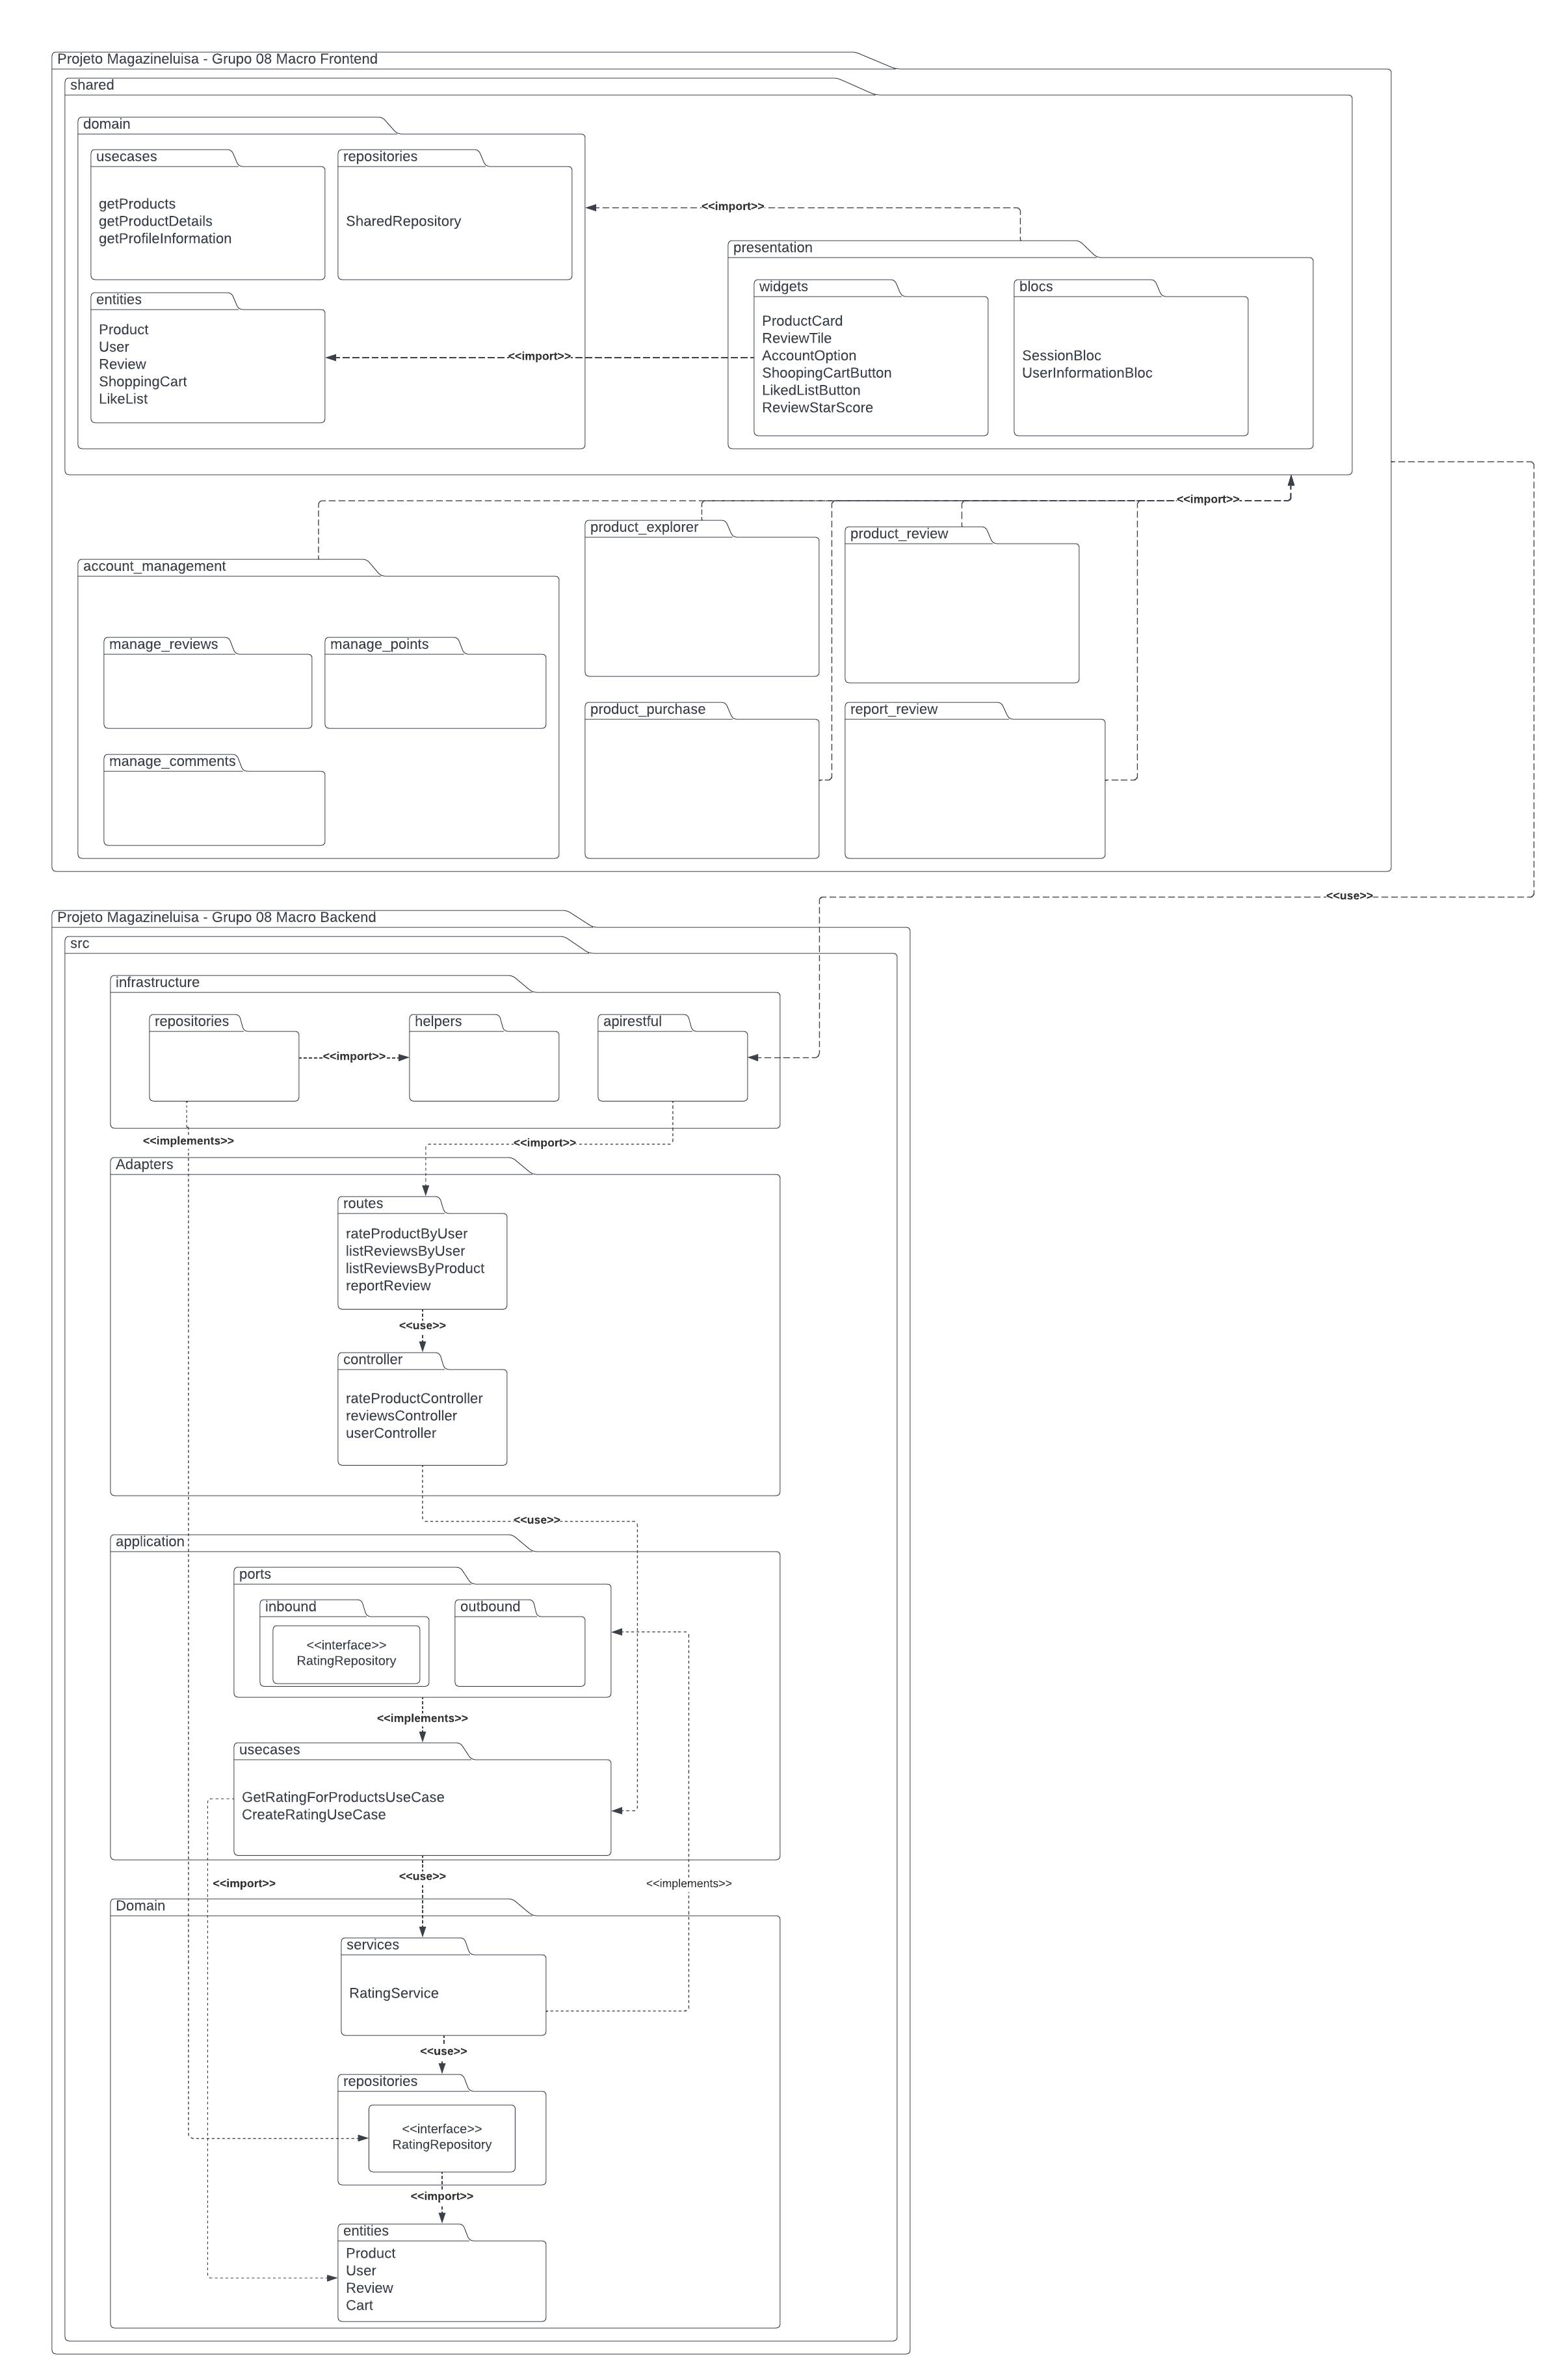 Projeto Magazineluisa - Grupo 08 Macro Frontend
shared
domain
usecases
getProducts
getProductDetails
getProfileInformation
repositories
SharedRepository
<<import>>
presentation
entities
Product
User
Review
ShoppingCart
LikeList
<<import>>
widgets
ProductCard
ReviewTile
AccountOption
ShoopingCartButton
LikedListButton
ReviewStarScore
blocs
SessionBloc
UserInformationBloc
<<import>>
account_management
manage_reviews
manage_points
manage_comments
product_explorer
product_review
product_purchase
report_review
<<use>>
Projeto Magazineluisa - Grupo 08 Macro Backend
src
infrastructure
repositories
<<import>>
helpers
apirestful
<<implements>>
<<import>>
Adapters
routes
rateProductByUser
listReviewsByUser
listReviewsByProduct
reportReview
<<use>>
controller
rateProductController
reviewsController
userController
<<use>>
application
ports
inbound
<<interface>>
RatingRepository
outbound
<<implements>>
usecases
GetRatingForProductsUseCase
CreateRatingUseCase
<<import>>
<<use>>
<<implements>>
Domain
services
RatingService
<<use>>
repositories
<<interface>>
RatingRepository
<<import>>
entities
Product
User
Review
Cart